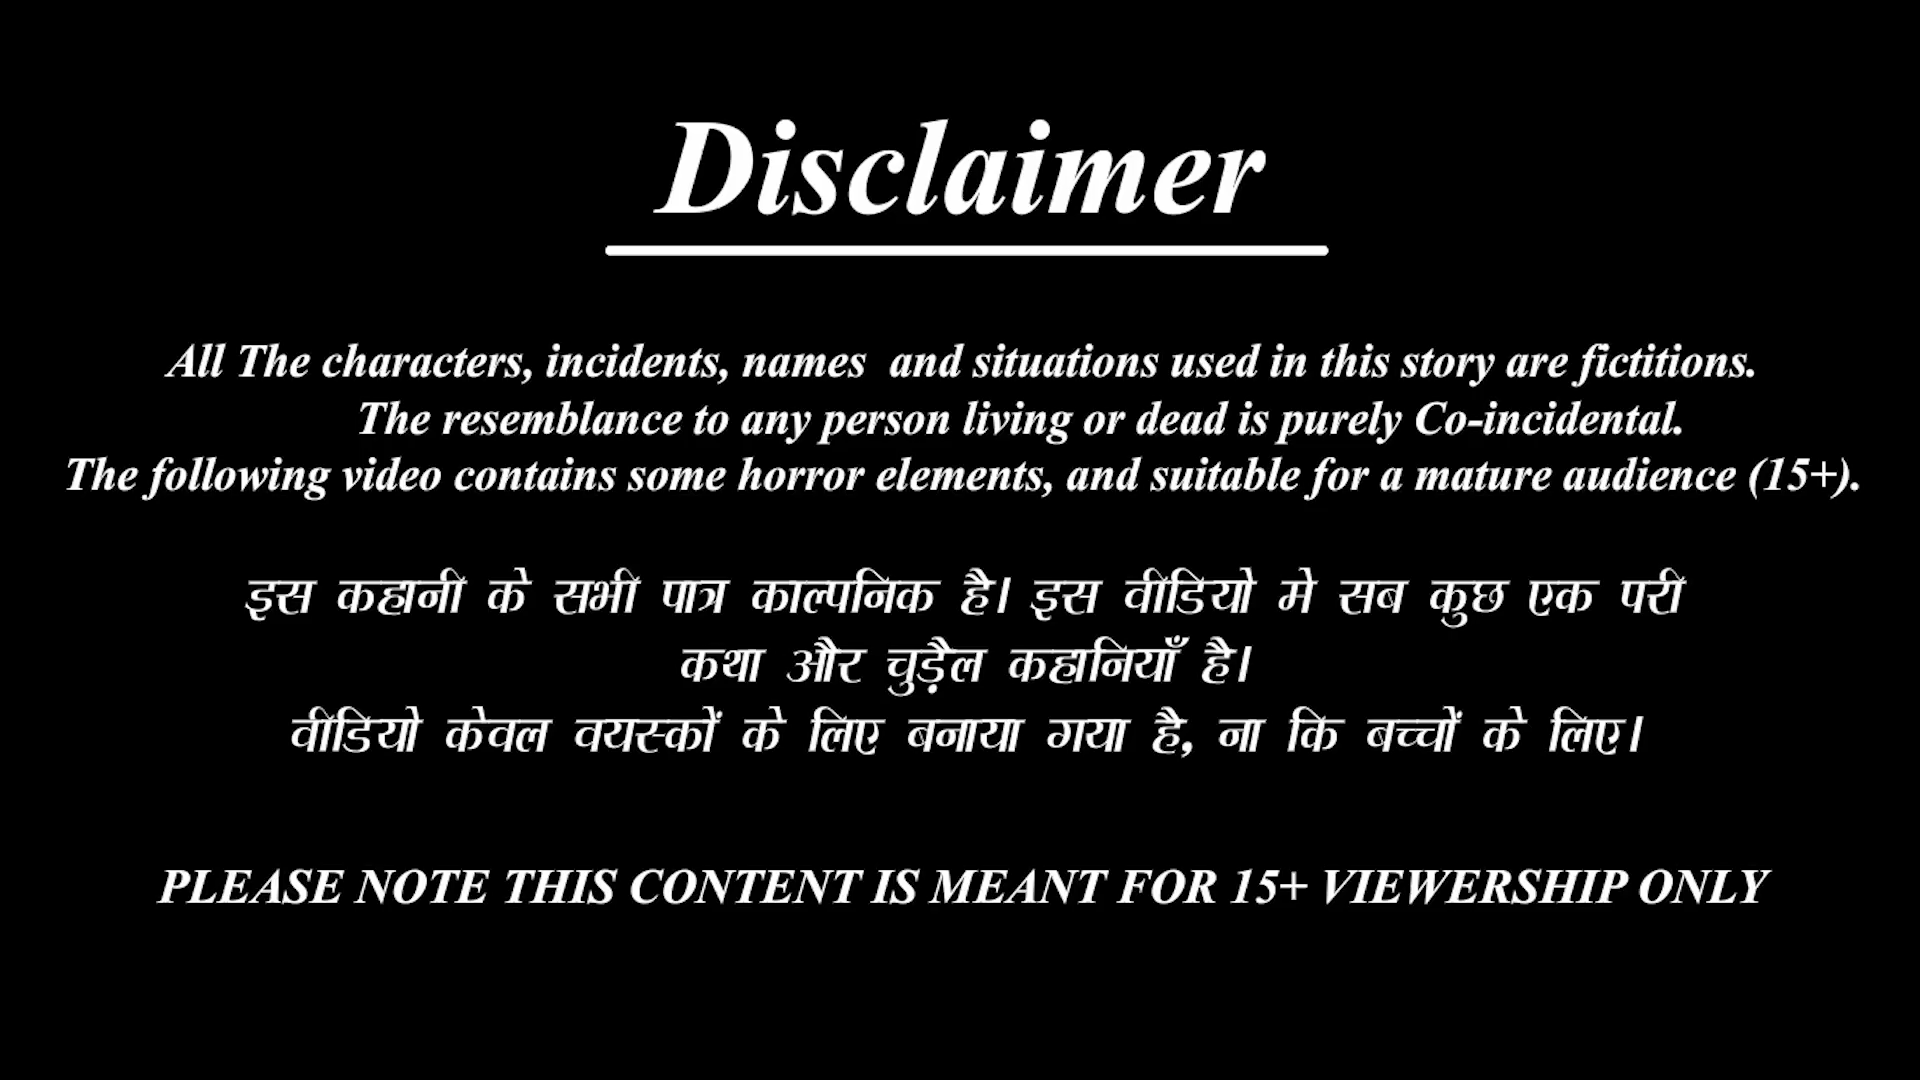 Disclaimer
All The characters, incidents, names and situations used in this story are fictitions.
The resemblance to any person living or dead is purely Co-incidental.
The following video contains some horror elements, and suitable for a mature audience (15+).
इस कहानी के सभी पात्र काल्पनिक है। इस वीडियो मे सब कुछ एक परी
कथा और चुड़ैल कहानियाँ है।
वीडियो केवल वयस्कों के लिए बनाया गया है, ना कि बच्चों के लिए।
PLEASE NOTE THIS CONTENT IS MEANT FOR 15+ VIEWERSHIP ONLY